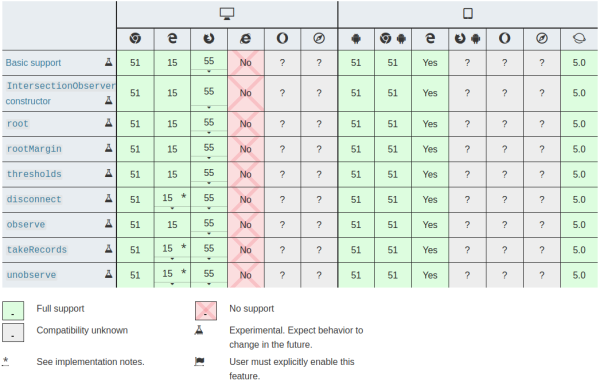 Basic support 51 15 55 No ? ? 51 51 Yes ? ? ? 5.0
IntersectionObserver
constructor 51 15 55 No ? ? 51 51 Yes ? ? ? 5.0
root 51 15 55 No ? ? 51 51 Yes ? ? ? 5.0
rootMargin 51 15 55 No ? ? 51 51 Yes ? ? ? 5.0
thresholds 51 15 55 No ? ? 51 51 Yes ? ? ? 5.0
disconnect 51 15 * 55 No ? ? 51 51 Yes ? ? ? 5.0
observe 51 15 55 No ? ? 51 51 Yes ? ? ? 5.0
takeRecords 51 15 * 55 No ? ? 51 51 Yes ? ? ? 5.0
unobserve 51 15 * 55 No ? ? 51 51 Yes ? ? ? 5.0
Full support
No support
Compatibility unknown
Experimental. Expect behavior to
change in the future.
* See implementation notes.
User must explicitly enable this
feature.